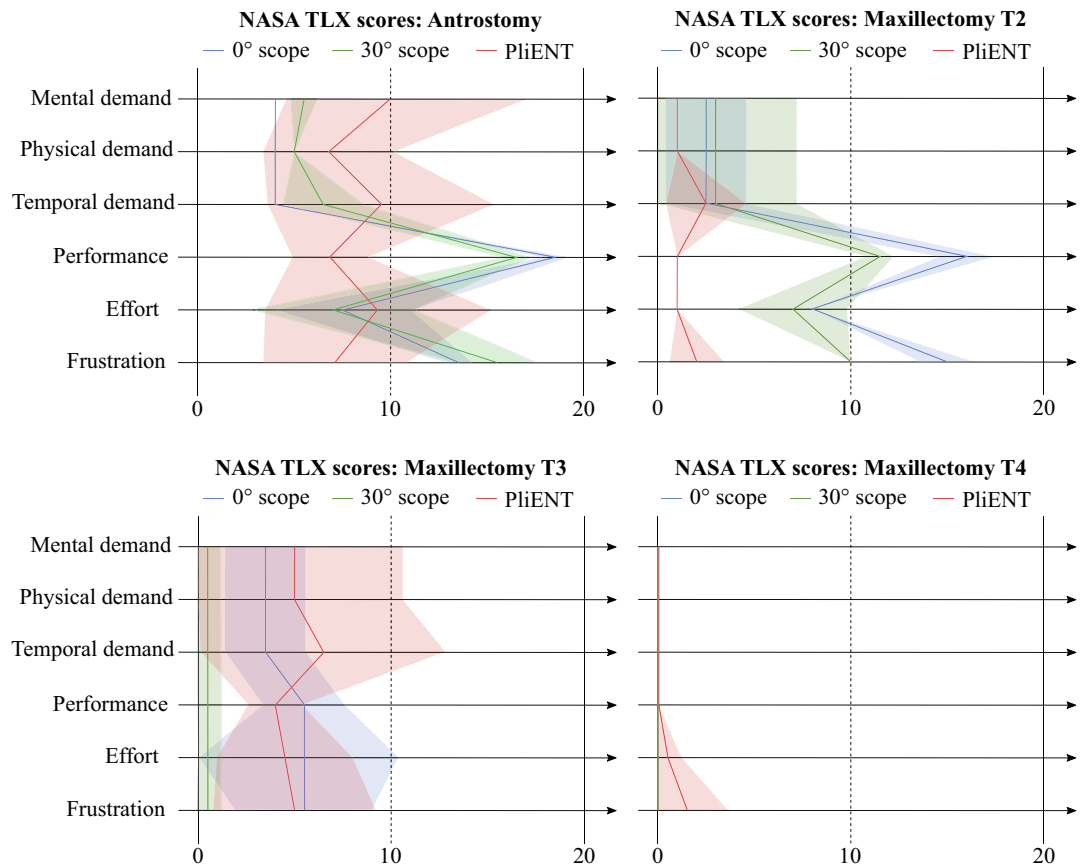 NASA TLX scores: Antrostomy
0° scope 30° scope PliENT
Mental demand
Physical demand
Temporal demand
Performance
Effort
Frustration
0 10 20
NASA TLX scores: Maxillectomy T2
0° scope 30° scope PliENT
0 10 20
NASA TLX scores: Maxillectomy T3
0° scope 30° scope PliENT
Mental demand
Physical demand
Temporal demand
Performance
Effort
Frustration
0 10 20
NASA TLX scores: Maxillectomy T4
0° scope 30° scope PliENT
0 10 20